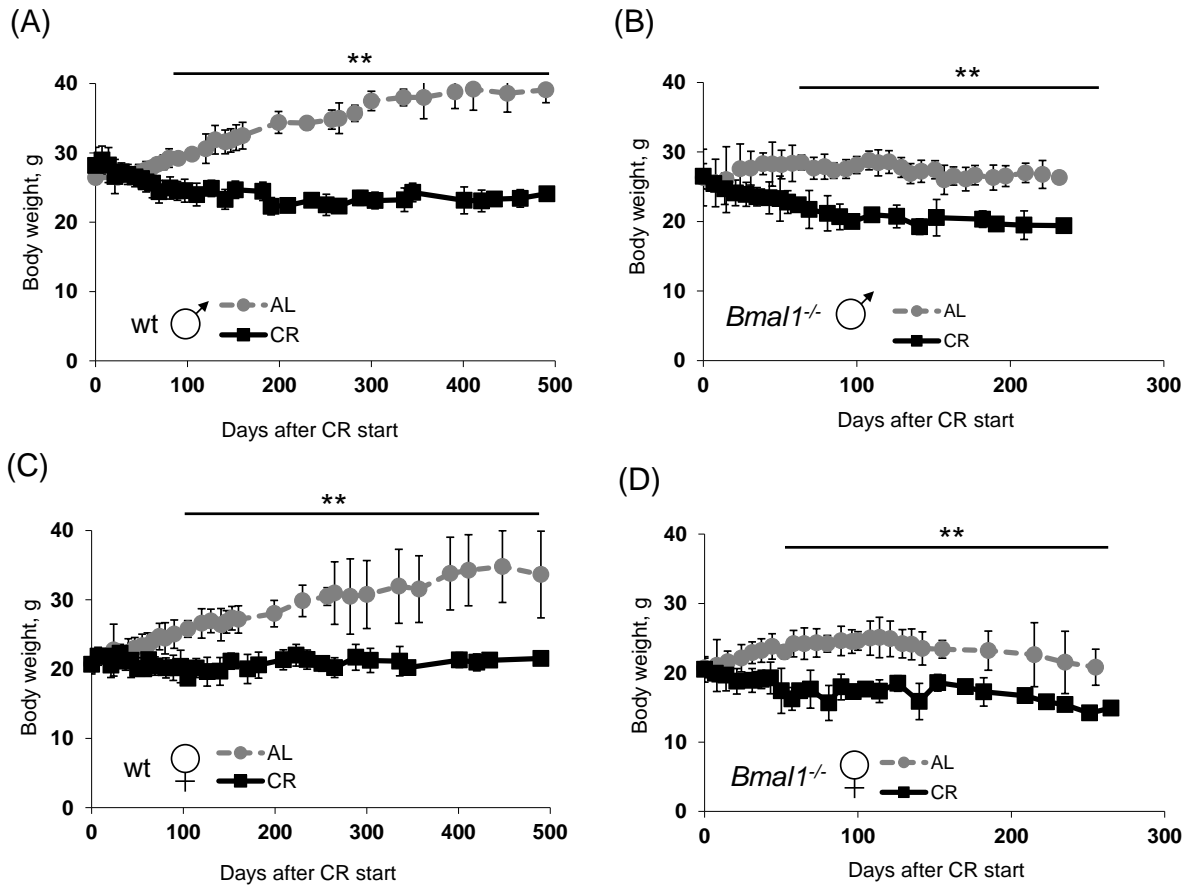 (A)
**
Body weight, g
40
30
20
10
0
wt ♂ AL
CR
0 100 200 300 400 500
Days after CR start
(B)
**
Body weight, g
40
30
20
10
0
Bmal1-/- ♂ AL
CR
0 100 200 300
Days after CR start
(C)
**
Body weight, g
40
30
20
10
0
wt ♀ AL
CR
0 100 200 300 400 500
Days after CR start
(D)
**
Body weight, g
40
30
20
10
0
Bmal1-/- ♀ AL
CR
0 100 200 300
Days after CR start